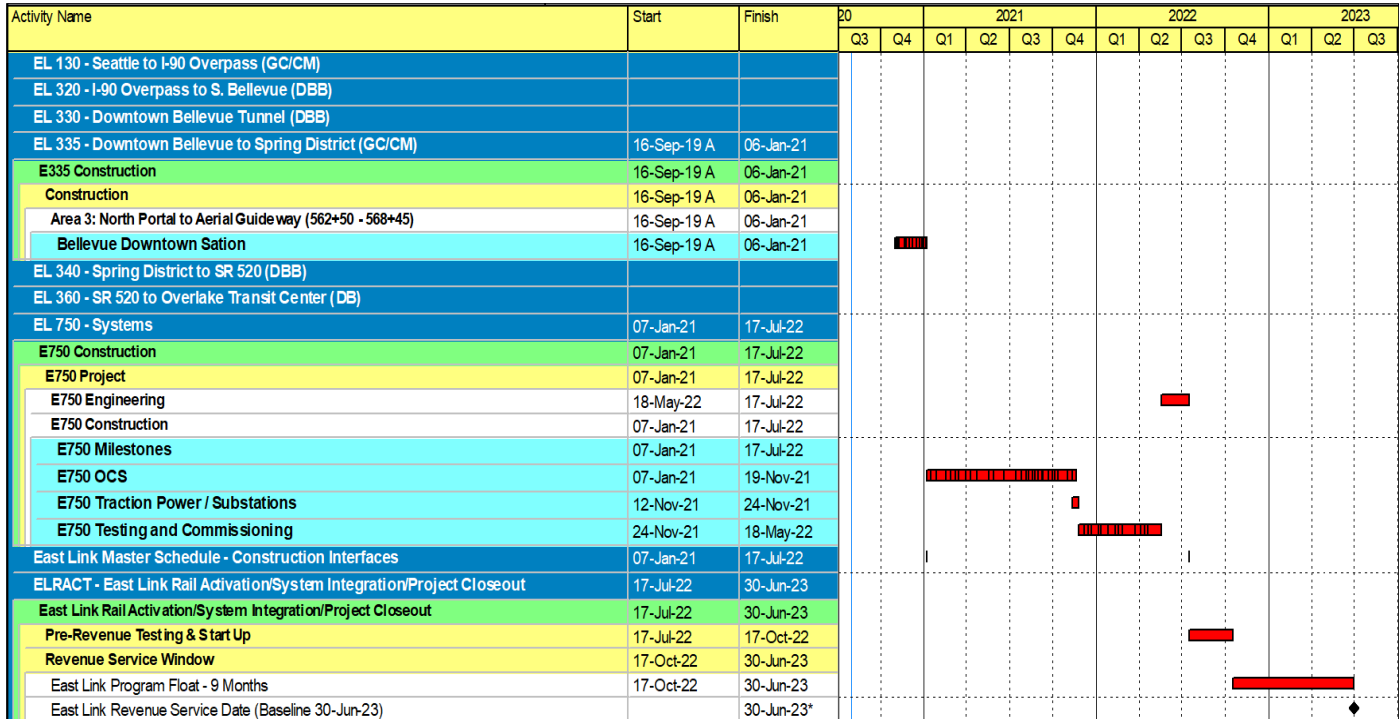 Activity Name Start Finish 20 2021 2022 2023
Q3 Q4 Q1 Q2 Q3 Q4 Q1 Q2 Q3 Q4 Q1 Q2 Q3
EL 130 - Seattle to I-90 Overpass (GC/CM)
EL 320 - I-90 Overpass to S. Bellevue (DBB)
EL 330 - Downtown Bellevue Tunnel (DBB)
EL 335 - Downtown Bellevue to Spring District (GC/CM) 16-Sep-19 A 06-Jan-21
E335 Construction 16-Sep-19 A 06-Jan-21
Construction 16-Sep-19 A 06-Jan-21
Area 3: North Portal to Aerial Guideway (562+50 - 568+45) 16-Sep-19 A 06-Jan-21
Bellevue Downtown Sation 16-Sep-19 A 06-Jan-21
EL 340 - Spring District to SR 520 (DBB)
EL 360 - SR 520 to Overlake Transit Center (DB)
EL 750 - Systems 07-Jan-21 17-Jul-22
E750 Construction 07-Jan-21 17-Jul-22
E750 Project 07-Jan-21 17-Jul-22
E750 Engineering 18-May-22 17-Jul-22
E750 Construction 07-Jan-21 17-Jul-22
E750 Milestones 07-Jan-21 17-Jul-22
E750 OCS 07-Jan-21 19-Nov-21
E750 Traction Power / Substations 12-Nov-21 24-Nov-21
E750 Testing and Commissioning 24-Nov-21 18-May-22
East Link Master Schedule - Construction Interfaces 07-Jan-21 17-Jul-22
ELRACT - East Link Rail Activation/System Integration/Project Closeout 17-Jul-22 30-Jun-23
East Link Rail Activation/System Integration/Project Closeout 17-Jul-22 30-Jun-23
Pre-Revenue Testing & Start Up 17-Jul-22 17-Oct-22
Revenue Service Window 17-Oct-22 30-Jun-23
East Link Program Float - 9 Months 17-Oct-22 30-Jun-23
East Link Revenue Service Date (Baseline 30-Jun-23) 30-Jun-23*